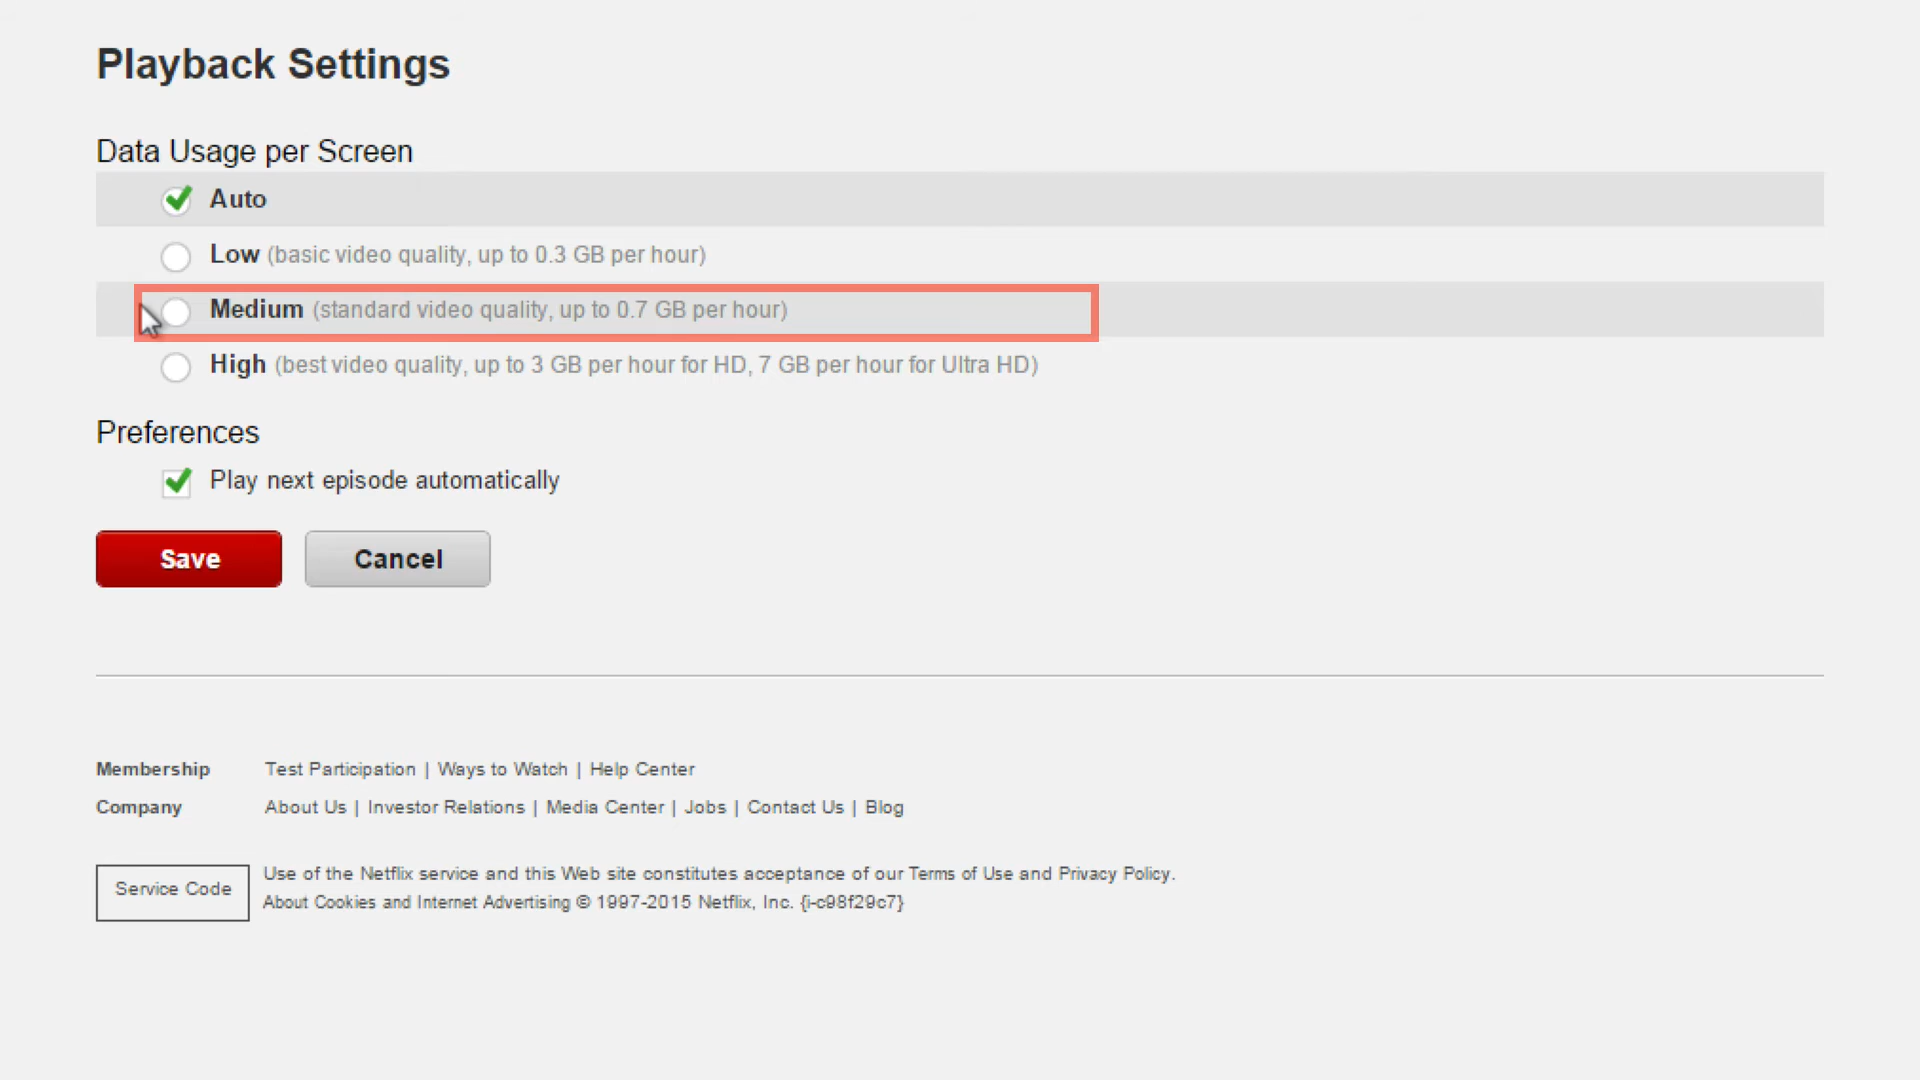 Playback Settings
Data Usage per Screen
Auto
Low (basic video quality, up to 0.3 GB per hour)
Medium (standard video quality, up to 0.7 GB per hour)
High (best video quality, up to 3 GB per hour for HD, 7 GB per hour for Ultra HD)
Preferences
Play next episode automatically
Save Cancel
Membership Test Participation | Ways to Watch | Help Center
Company About Us | Investor Relations | Media Center | Jobs | Contact Us | Blog
Service Code
Use of the Netflix service and this Web site constitutes acceptance of our Terms of Use and Privacy Policy.
About Cookies and Internet Advertising © 1997-2015 Netflix, Inc. {i-c98f29c7}